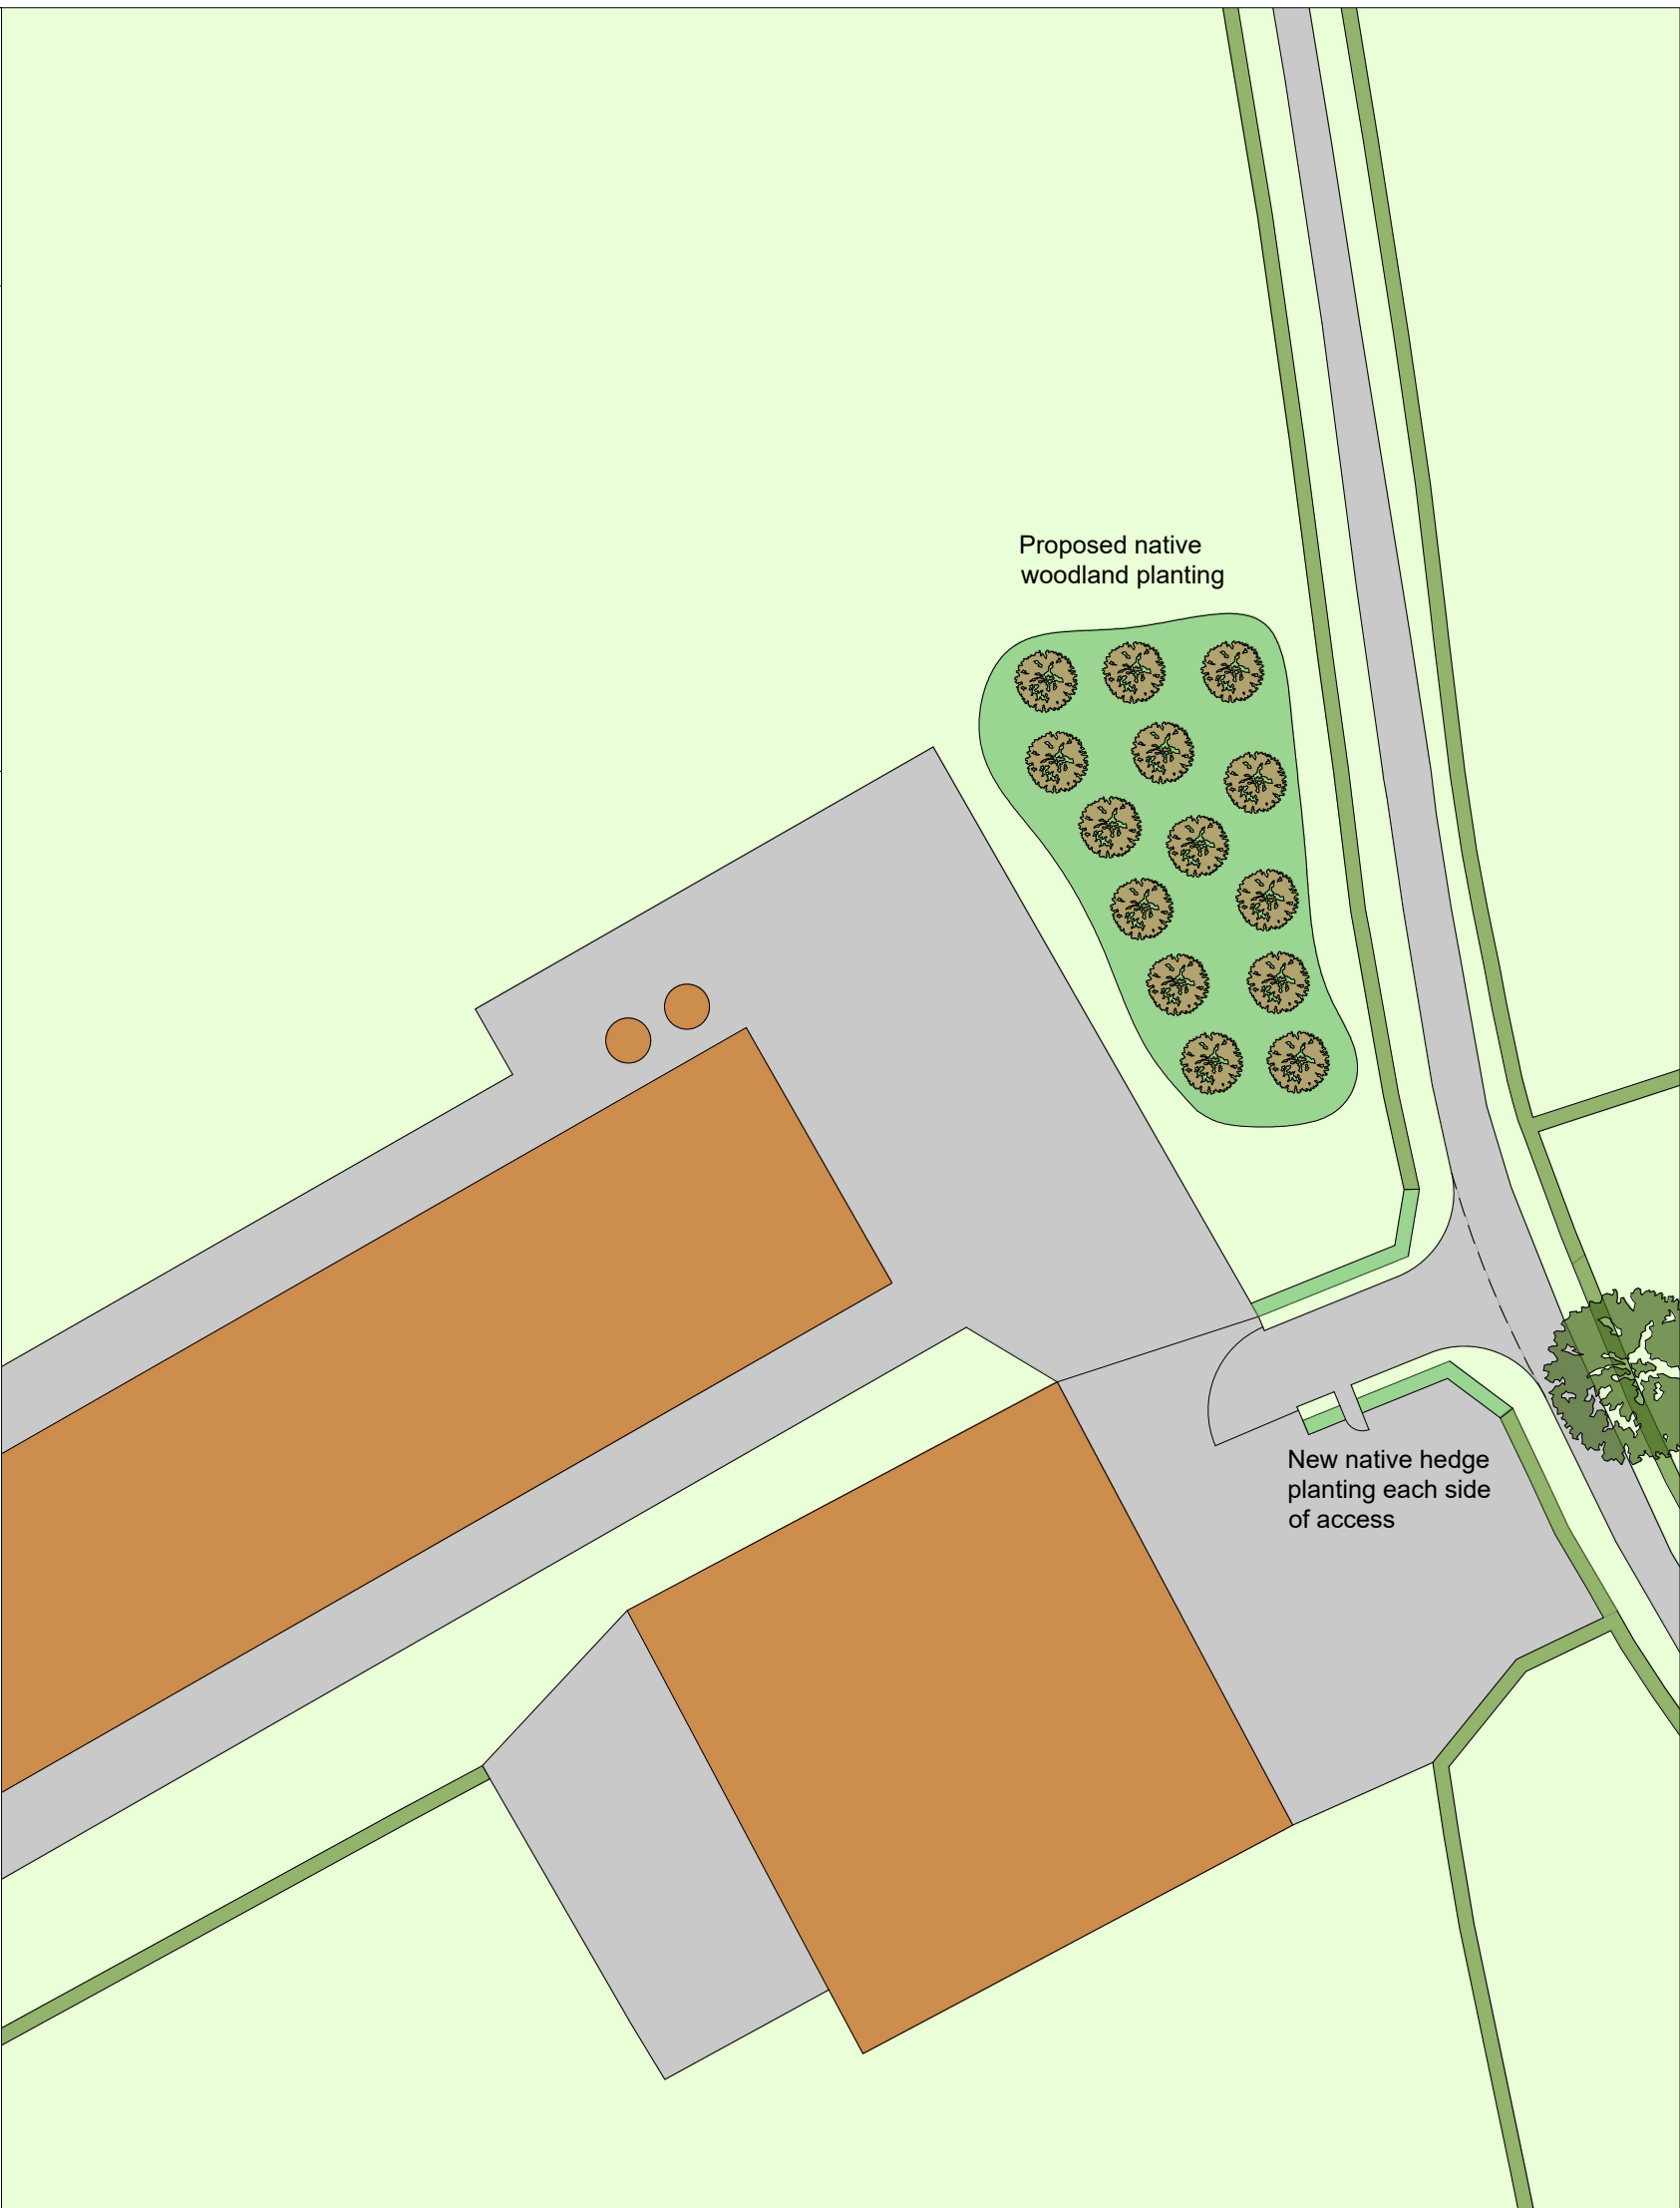 Proposed native
woodland planting
New native hedge
planting each side
of access